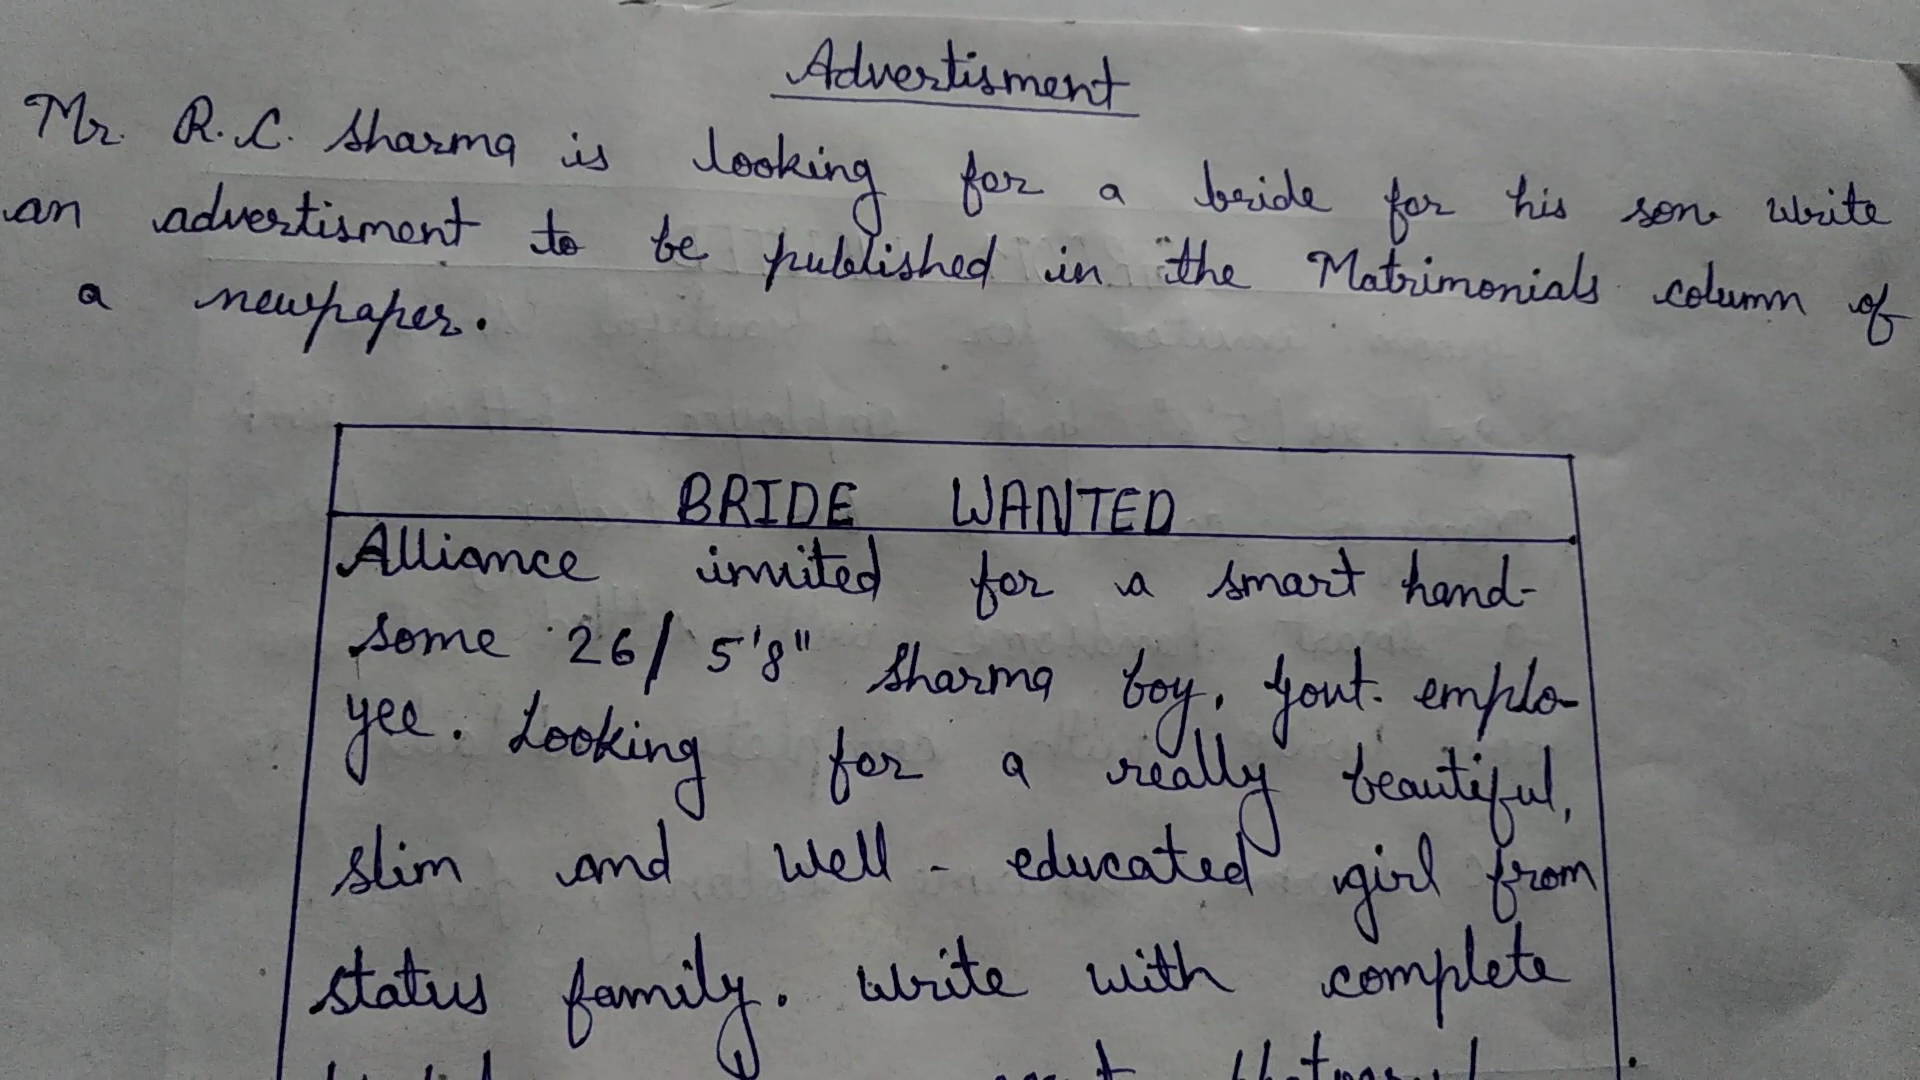 Advertisment
Mr. R.C. Sharma is looking for a bride for his son write
an advertisment to be published in the Matrimonials column of
a newpaper.
BRIDE WANTED
Alliance invited for a smart hand-
some 26/ 5'8" Sharma boy, Govt. emplo-
yee. Looking for a really beautiful,
slim and well - educated girl from
status family. Write with complete